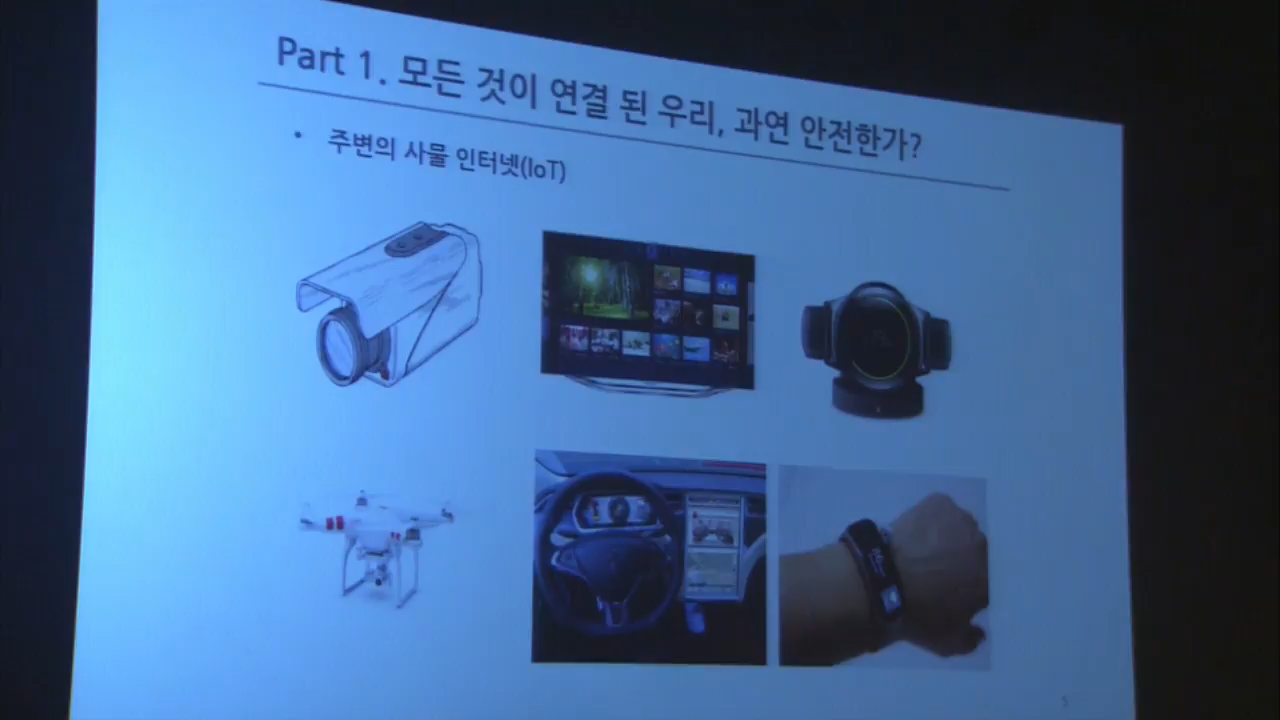 Part 1. 모든 것이 연결 된 우리, 과연 안전한가?
• 주변의 사물 인터넷(IoT)
5